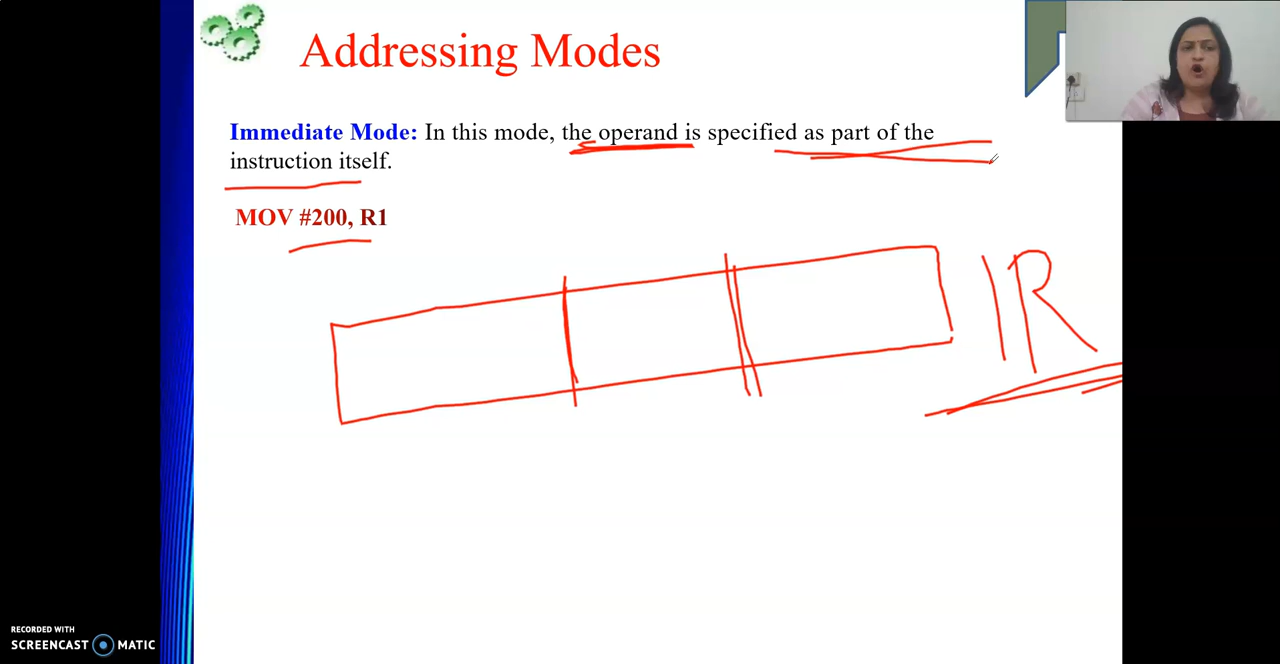 Addressing Modes
Immediate Mode: In this mode, the operand is specified as part of the
instruction itself.
MOV #200, R1
IR
RECORDED WITH
SCREENCAST MATIC